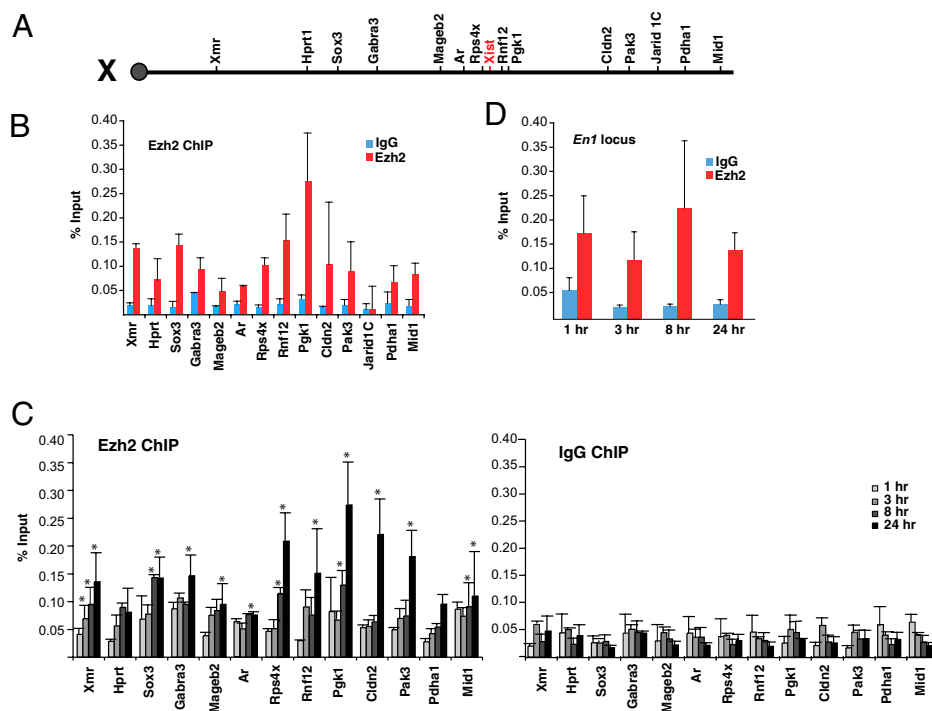 A
X
Xmr
Hprt1
Sox3
Gabra3
Mageb2
Ar
Rps4x
Xist
Rnf12
Pgk1
Cldn2
Pak3
Jarid 1C
Pdha1
Mid1
B
Ezh2 ChIP
IgG
Ezh2
% Input
0.40
0.35
0.30
0.25
0.20
0.15
0.10
0.05
Xmr
Hprt
Sox3
Gabra3
Mageb2
Ar
Rps4x
Rnf12
Pgk1
Cldn2
Pak3
Jarid1C
Pdha1
Mid1
D
En1 locus
IgG
Ezh2
% Input
0.40
0.35
0.30
0.25
0.20
0.15
0.10
0.05
1 hr 3 hr 8 hr 24 hr
C
Ezh2 ChIP
% Input
0.40
0.35
0.30
0.25
0.20
0.15
0.10
0.05
* * * * * * * * * * * * * * * * * *
Xmr
Hprt
Sox3
Gabra3
Mageb2
Ar
Rps4x
Rnf12
Pgk1
Cldn2
Pak3
Pdha1
Mid1
IgG ChIP
1 hr
3 hr
8 hr
24 hr
0.40
0.35
0.30
0.25
0.20
0.15
0.10
0.05
Xmr
Hprt
Sox3
Gabra3
Mageb2
Ar
Rps4x
Rnf12
Pgk1
Cldn2
Pak3
Pdha1
Mid1